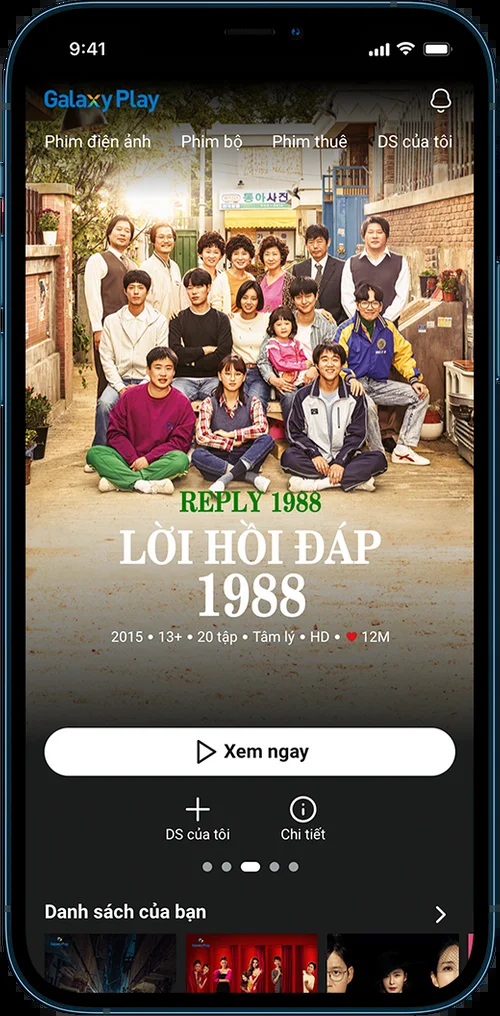 9:41
Galaxy Play
Phim điện ảnh Phim bộ Phim thuê DS của tôi
동아사진
REPLY 1988
LỜI HỒI ĐÁP
1988
2015 • 13+ • 20 tập • Tâm lý • HD • ❤ 12M
Xem ngay
DS của tôi Chi tiết
Danh sách của bạn